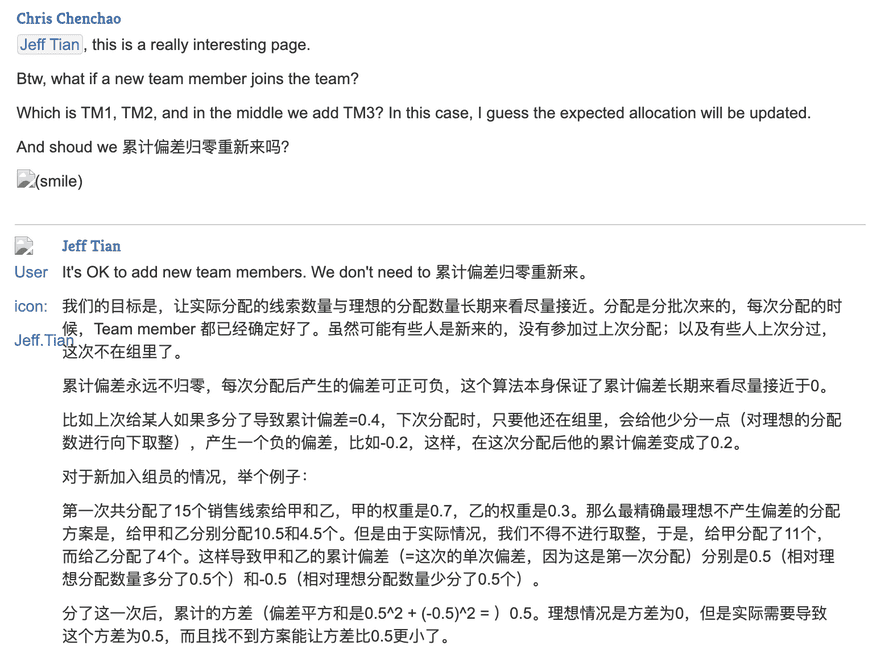 Chris Chenchao
Jeff Tian, this is a really interesting page.
Btw, what if a new team member joins the team?
Which is TM1, TM2, and in the middle we add TM3? In this case, I guess the expected allocation will be updated.
And shoud we 累计偏差归零重新来吗?
(smile)
Jeff Tian
User icon: Jeff.Tian
It's OK to add new team members. We don't need to 累计偏差归零重新来。
我们的目标是，让实际分配的线索数量与理想的分配数量长期来看尽量接近。分配是分批次来的，每次分配的时
候，Team member 都已经确定好了。虽然可能有些人是新来的，没有参加过上次分配；以及有些人上次分过，
这次不在组里了。
累计偏差永远不归零，每次分配后产生的偏差可正可负，这个算法本身保证了累计偏差长期来看尽量接近于0。
比如上次给某人如果多分了导致累计偏差=0.4，下次分配时，只要他还在组里，会给他少分一点（对理想的分配
数进行向下取整），产生一个负的偏差，比如-0.2，这样，在这次分配后他的累计偏差变成了0.2。
对于新加入组员的情况，举个例子：
第一次共分配了15个销售线索给甲和乙，甲的权重是0.7，乙的权重是0.3。那么最精确最理想不产生偏差的分配
方案是，给甲和乙分别分配10.5和4.5个。但是由于实际情况，我们不得不进行取整，于是，给甲分配了11个，
而给乙分配了4个。这样导致甲和乙的累计偏差（=这次的单次偏差，因为这是第一次分配）分别是0.5（相对理
想分配数量多分了0.5个）和-0.5（相对理想分配数量少分了0.5个）。
分了这一次后，累计的方差（偏差平方和是0.5^2 + (-0.5)^2 = ）0.5。理想情况是方差为0，但是实际需要导致
这个方差为0.5，而且找不到方案能让方差比0.5更小了。